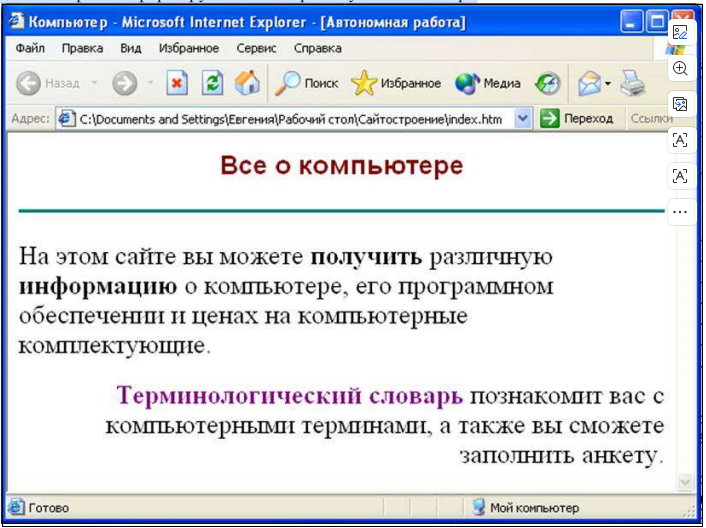 Компьютер - Microsoft Internet Explorer - [Автономная работа]
Файл Правка Вид Избранное Сервис Справка
Назад Поиск Избранное Медиа
Адрес: C:\Documents and Settings\Евгения\Рабочий стол\Сайтостроение\index.htm Переход Ссылки
Все о компьютере
На этом сайте вы можете получить различную
информацию о компьютере, его программном
обеспечении и ценах на компьютерные
комплектующие.
Терминологический словарь познакомит вас с
компьютерными терминами, а также вы сможете
заполнить анкету.
Готово Мой компьютер